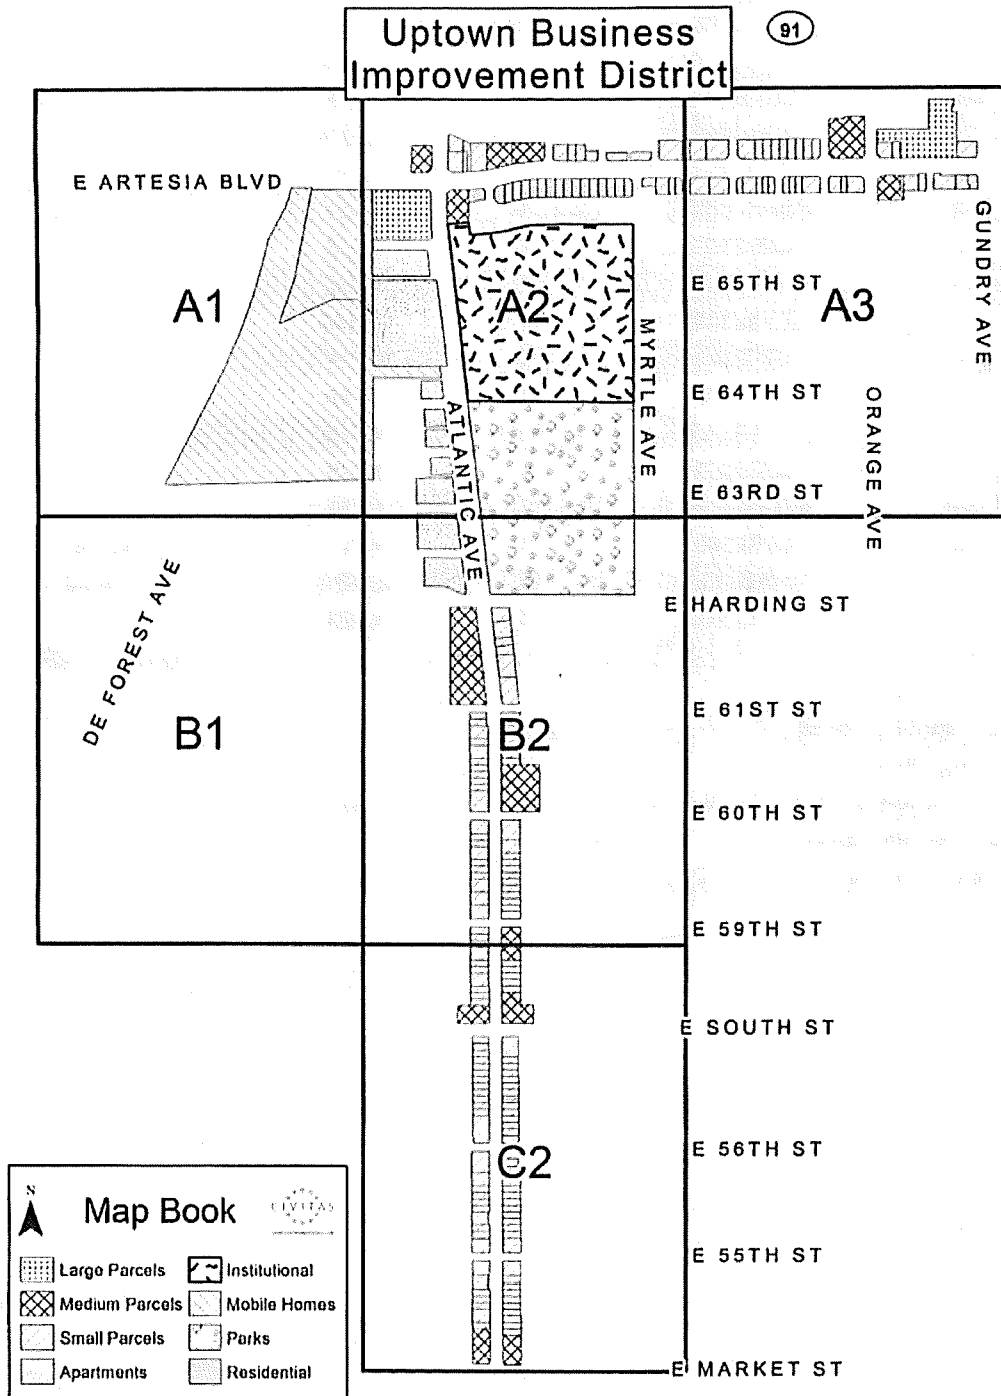 Uptown Business
Improvement District
91
E ARTESIA BLVD
GUNDRY AVE
A1
A2
A3
E 65TH ST
MYRTLE AVE
E 64TH ST
ORANGE AVE
ATLANTIC AVE
E 63RD ST
DE FOREST AVE
E HARDING ST
E 61ST ST
B1
B2
E 60TH ST
E 59TH ST
E SOUTH ST
E 56TH ST
C2
E 55TH ST
E MARKET ST
N
Map Book
CIVITAS
Large Parcels
Institutional
Medium Parcels
Mobile Homes
Small Parcels
Parks
Apartments
Residential